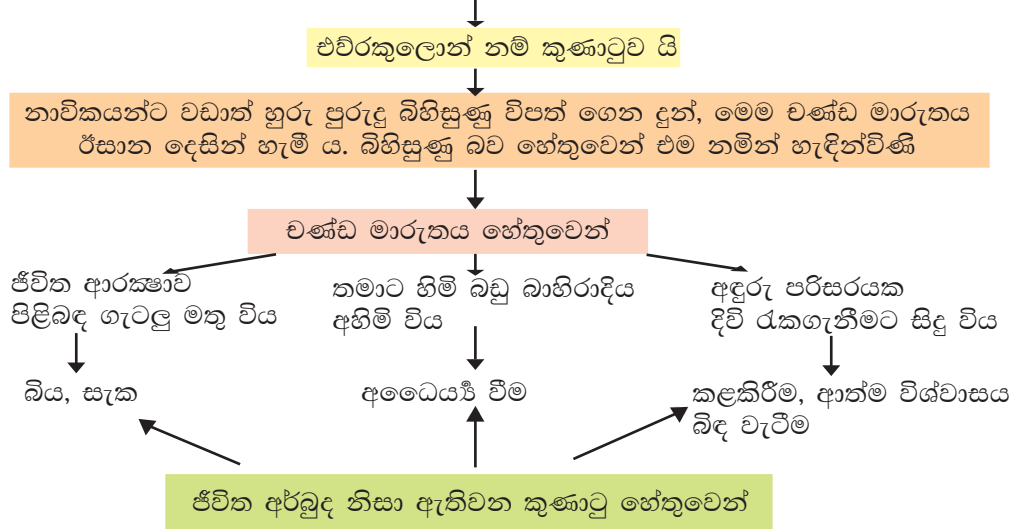 එව්රකුලොන් නම් කුණාටුව යි
නාවිකයන්ට වඩාත් හුරු පුරුදු බිහිසුණු විපත් ගෙන දුන්, මෙම චණ්ඩ මාරුතය
ඊසාන දෙසින් හැමී ය. බිහිසුණු බව හේතුවෙන් එම නමින් හැඳින්විණි
චණ්ඩ මාරුතය හේතුවෙන්
ජීවිත ආරක්‍ෂාව
පිළිබඳ ගැටලු මතු විය
තමාට හිමි බඩු බාහිරාදිය
අහිමි විය
අඳුරු පරිසරයක
දිවි රැකගැනීමට සිදු විය
බිය, සැක
අධෛර්‍ය්‍ය වීම
කළකිරීම, ආත්ම විශ්වාසය
බිඳ වැටීම
ජීවිත අර්බුද නිසා ඇතිවන කුණාටු හේතුවෙන්